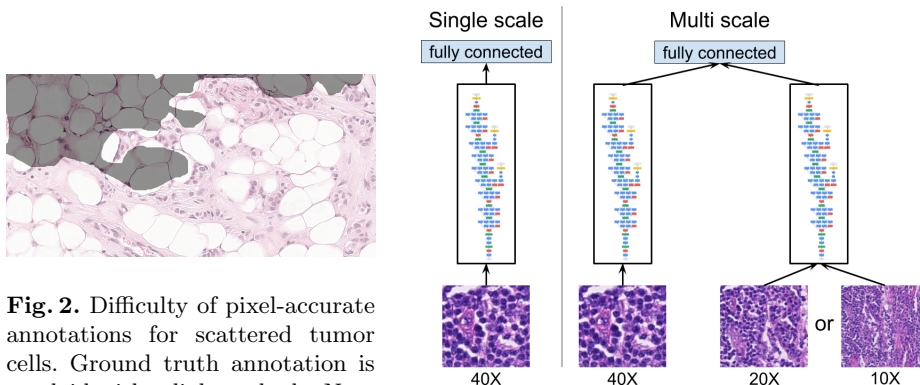 Single scale
Multi scale
fully connected
fully connected
or
40X
40X
20X
10X
Fig. 2. Difficulty of pixel-accurate
annotations for scattered tumor
cells. Ground truth annotation is